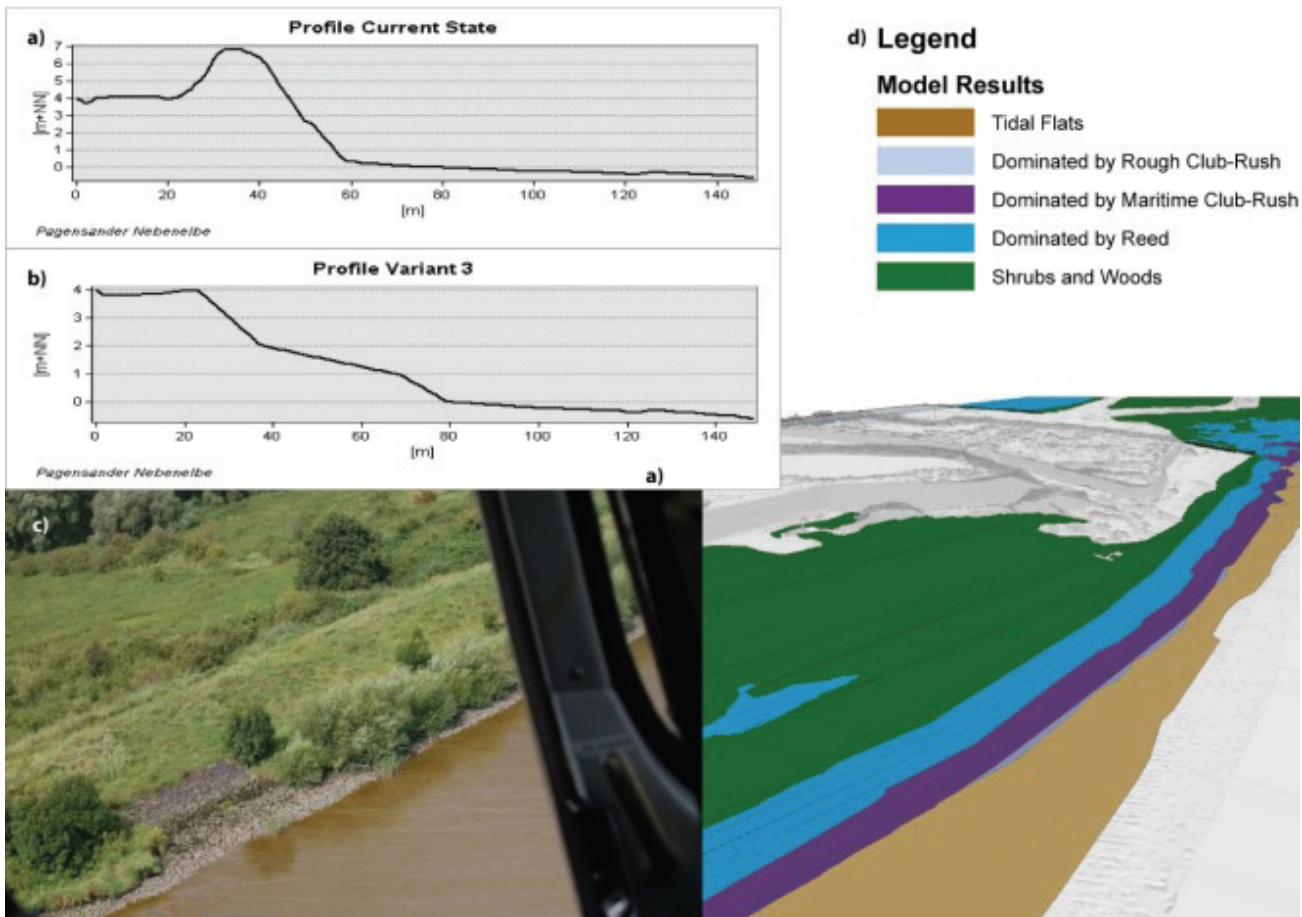 a)
Profile Current State
7
6
5
4
3
2
1
0
[m+NN]
0 20 40 60 80 100 120 140
[m]
Pagensander Nebenelbe
b)
Profile Variant 3
4
3
2
1
0
[m+NN]
0 20 40 60 80 100 120 140
[m]
Pagensander Nebenelbe
a)
c)
d) Legend
Model Results
Tidal Flats
Dominated by Rough Club-Rush
Dominated by Maritime Club-Rush
Dominated by Reed
Shrubs and Woods